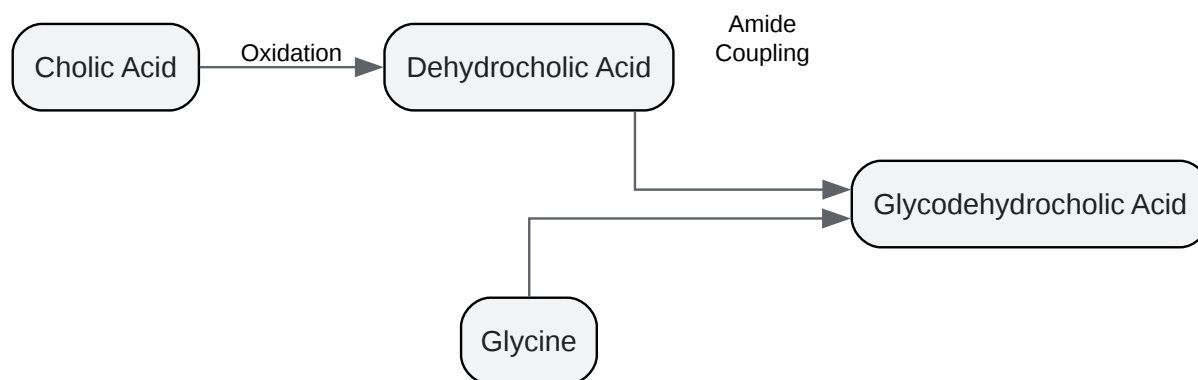 Amide
Coupling
Cholic Acid
Oxidation
Dehydrocholic Acid
Glycodehydrocholic Acid
Glycine